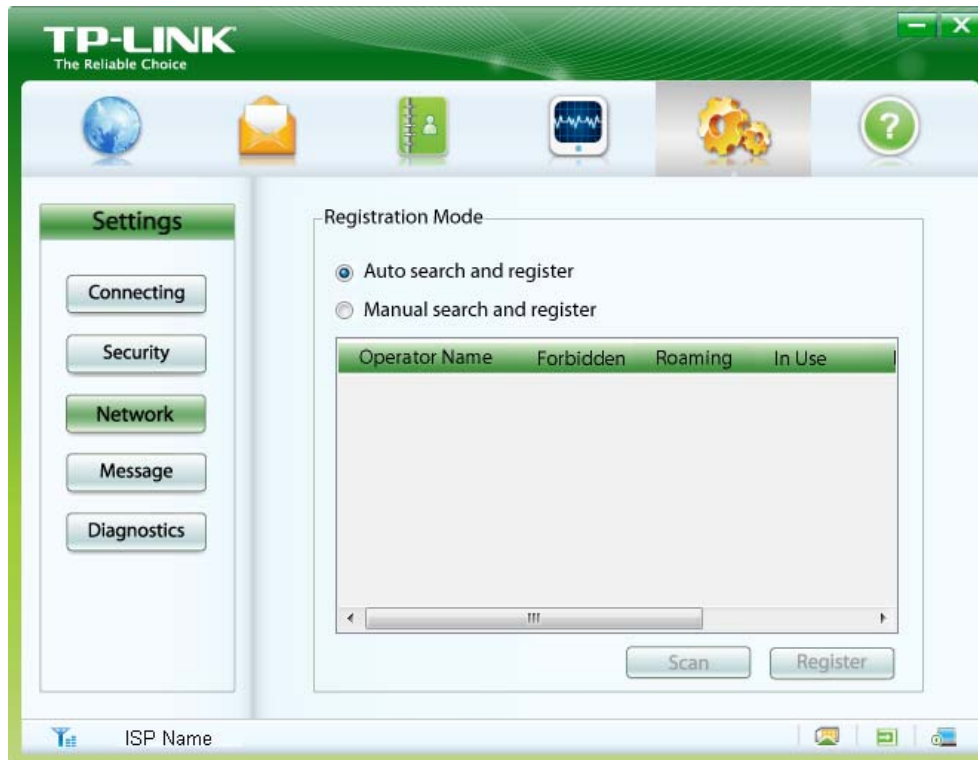 TP-LINK
The Reliable Choice
Settings
Connecting
Security
Network
Message
Diagnostics
Registration Mode
Auto search and register
Manual search and register
Operator Name Forbidden Roaming In Use
Scan Register
ISP Name